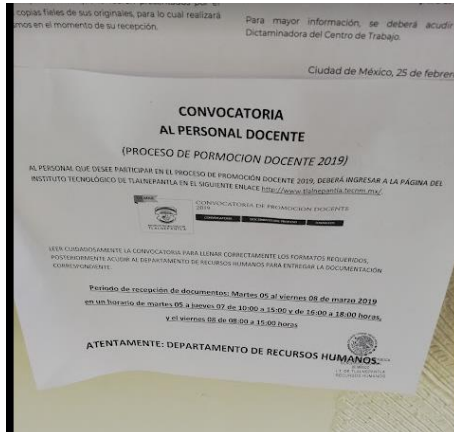 copias fieles de sus originales, para lo cual realizará
mos en el momento de su recepción.
Para mayor información, se deberá acudir
Dictaminadora del Centro de Trabajo.
Ciudad de México, 25 de febrer
CONVOCATORIA
AL PERSONAL DOCENTE
(PROCESO DE PORMOCION DOCENTE 2019)
AL PERSONAL QUE DESEE PARTICIPAR EN EL PROCESO DE PROMOCIÓN DOCENTE 2019, DEBERÁ INGRESAR A LA PÁGINA DEL
INSTITUTO TECNOLÓGICO DE TLALNEPANTLA EN EL SIGUIENTE ENLACE http://www.tlalnepantla.tecnm.mx/.
CONVOCATORIA DE PROMOCION DOCENTE
2019
LEER CUIDADOSAMENTE LA CONVOCATORIA PARA LLENAR CORRECTAMENTE LOS FORMATOS REQUERIDOS,
POSTERIORMENTE ACUDIR AL DEPARTAMENTO DE RECURSOS HUMANOS PARA ENTREGAR LA DOCUMENTACIÓN
CORRESPONDIENTE.
Periodo de recepción de documentos: Martes 05 al viernes 08 de marzo 2019
en un horario de martes 05 a jueves 07 de 10:00 a 15:00 y de 16:00 a 18:00 horas,
y el viernes 08 de 08:00 a 15:00 horas
ATENTAMENTE: DEPARTAMENTO DE RECURSOS HUMANOS.
I.T. DE TLALNEPANTLA
RECURSOS HUMANOS